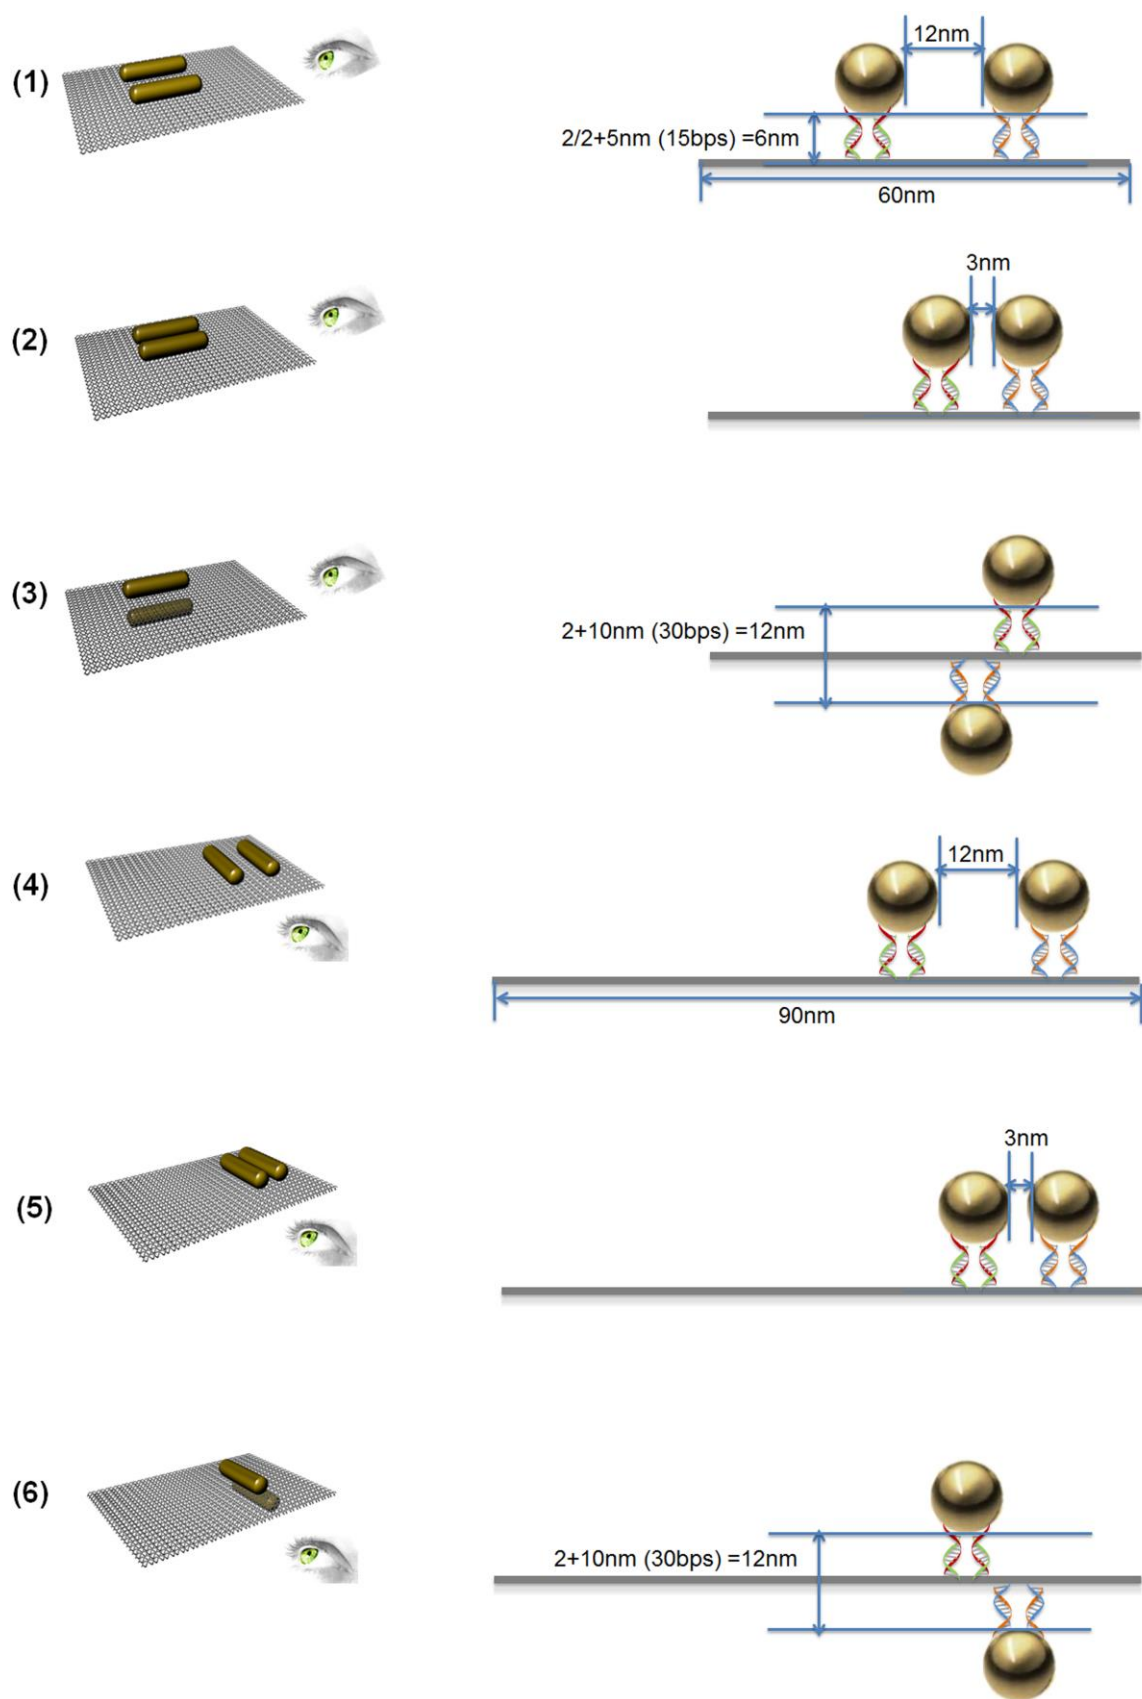 (1)
12nm
2/2+5nm (15bps) =6nm
60nm
(2)
3nm
(3)
2+10nm (30bps) =12nm
(4)
12nm
90nm
(5)
3nm
(6)
2+10nm (30bps) =12nm